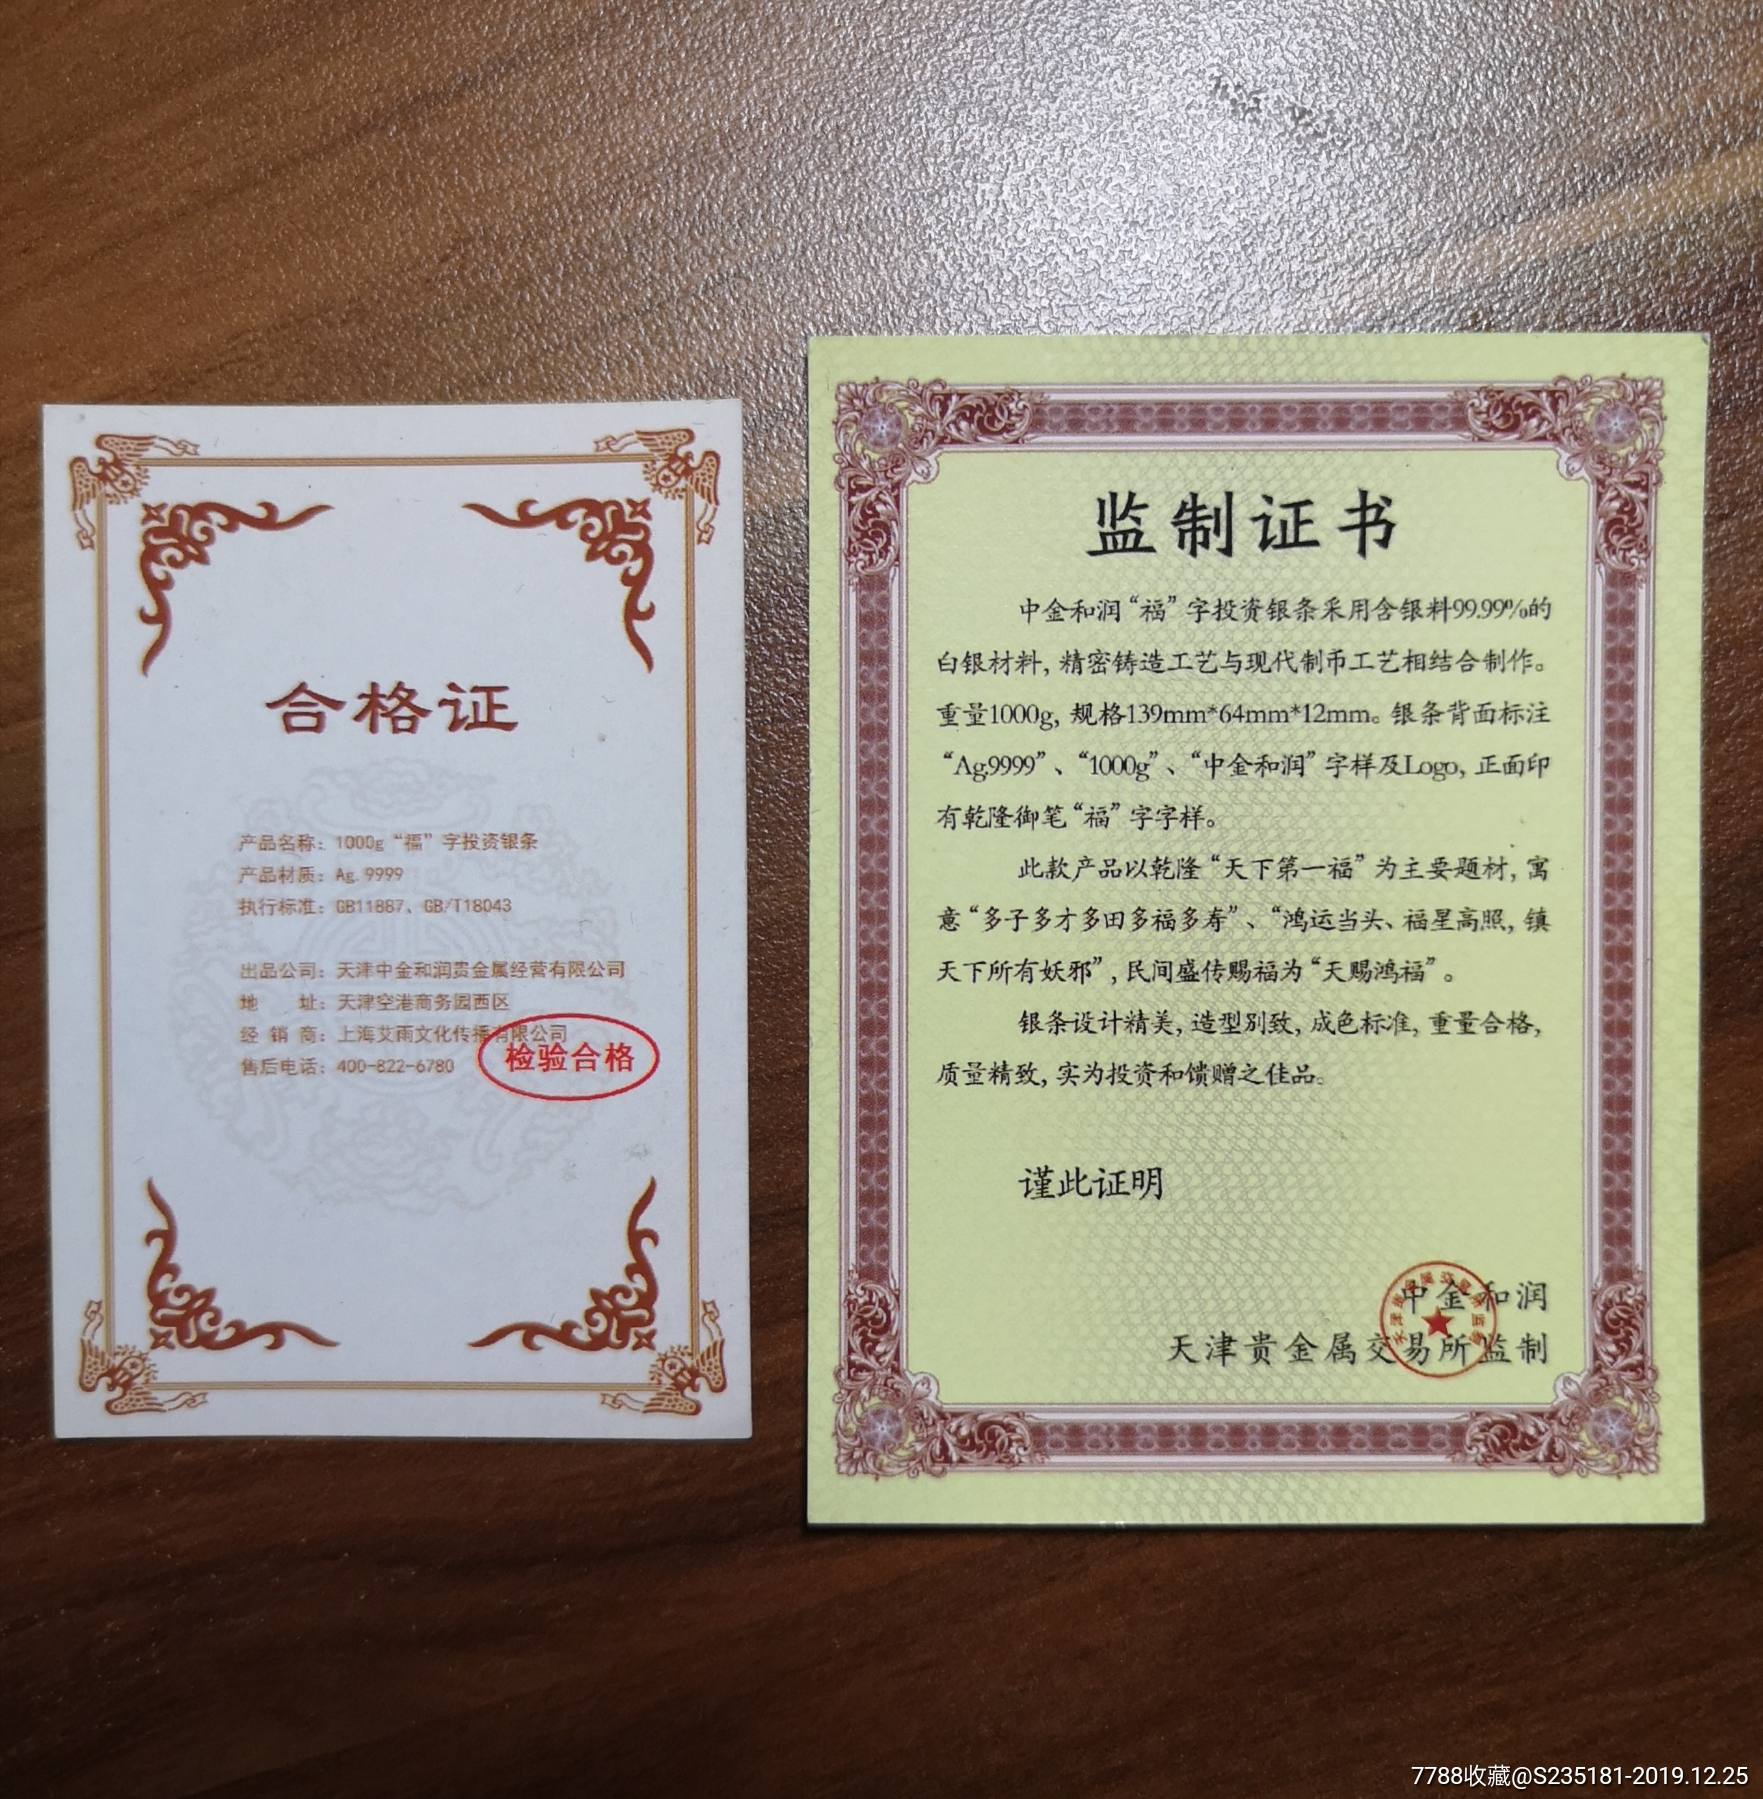 合格证
产品名称：1000g“福”字投资银条
产品材质：Ag.9999
执行标准：GB11887、GB/T18043
出品公司：天津中金和润贵金属经营有限公司
地　　址：天津空港商务园西区
经 销 商：上海艾雨文化传播有限公司
售后电话：400-822-6780
检验合格
监制证书
中金和润“福”字投资银条采用含银料99.99%的
白银材料，精密铸造工艺与现代制币工艺相结合制作。
重量1000g，规格139mm*64mm*12mm。银条背面标注
“Ag.9999”、“1000g”、“中金和润”字样及Logo，正面印
有乾隆御笔“福”字字样。
此款产品以乾隆“天下第一福”为主要题材，寓
意“多子多才多田多福多寿”、“鸿运当头、福星高照，镇
天下所有妖邪”，民间盛传赐福为“天赐鸿福”。
银条设计精美，造型别致，成色标准，重量合格，
质量精致，实为投资和馈赠之佳品。
谨此证明
中金和润
天津贵金属交易所监制
7788收藏@S235181-2019.12.25